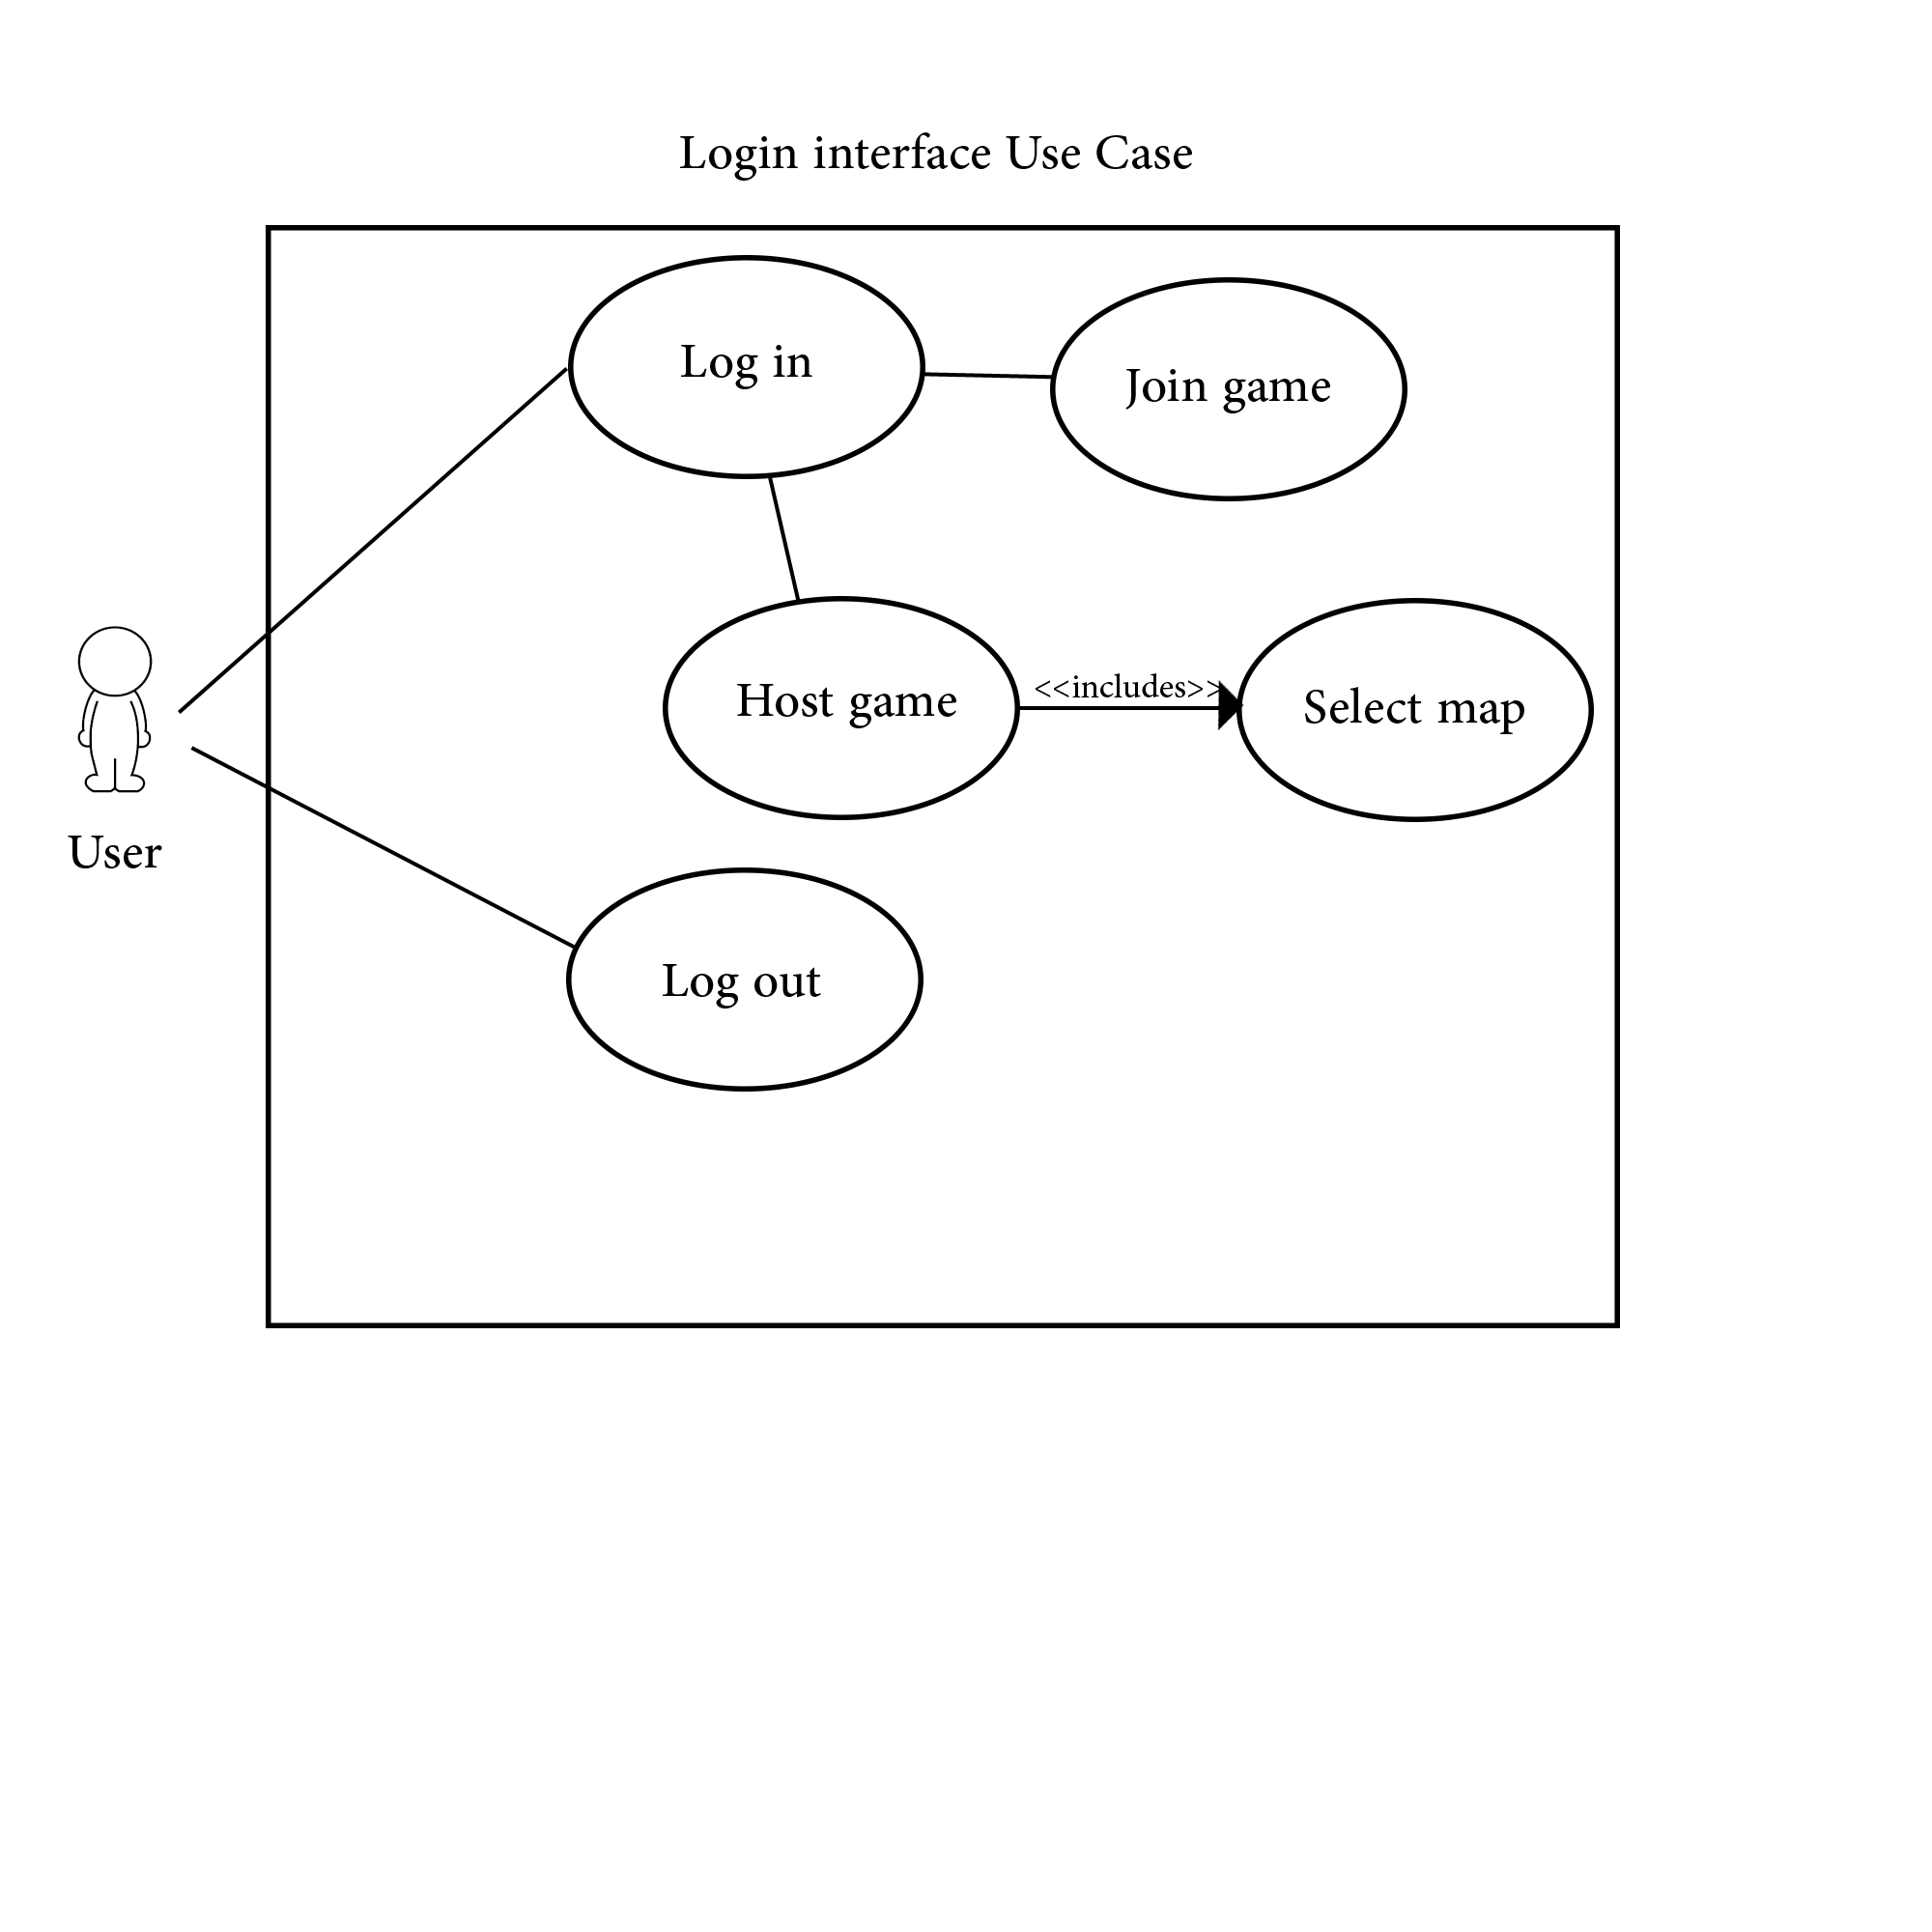 Login interface Use Case
Log in
Join game
Host game
<<includes>>
Select map
User
Log out